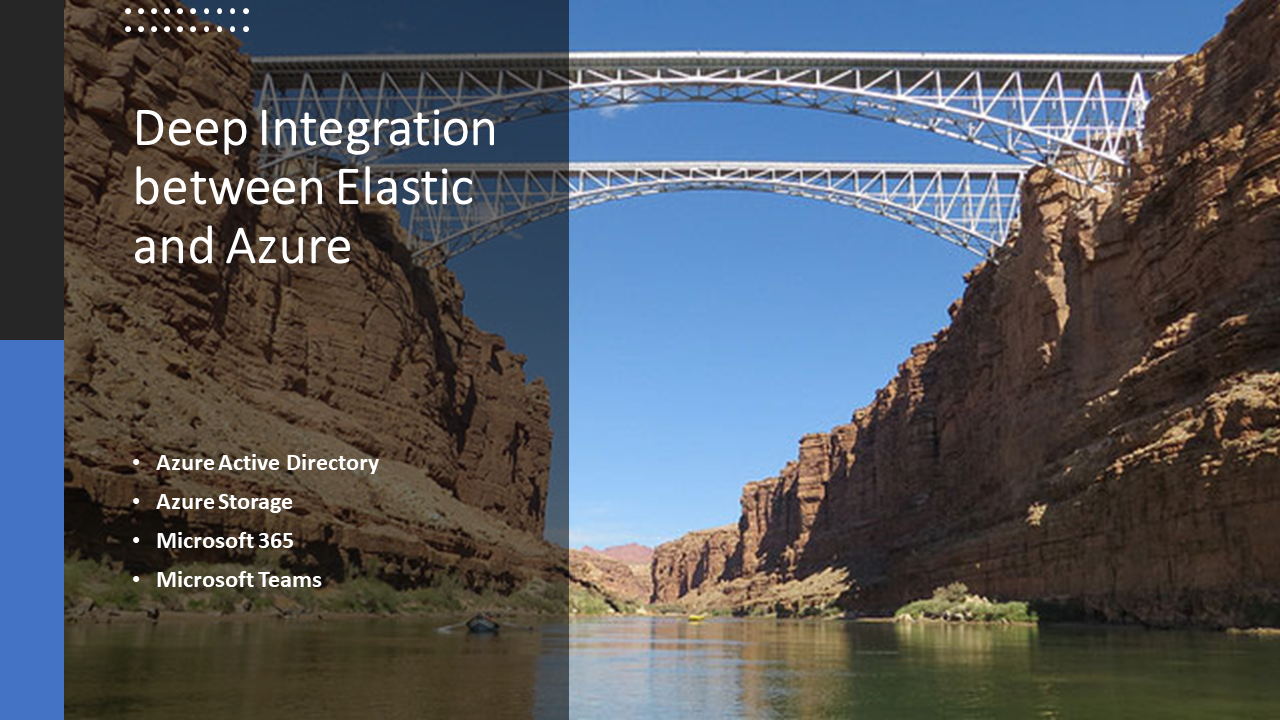 Deep Integration
between Elastic
and Azure
• Azure Active Directory
• Azure Storage
• Microsoft 365
• Microsoft Teams